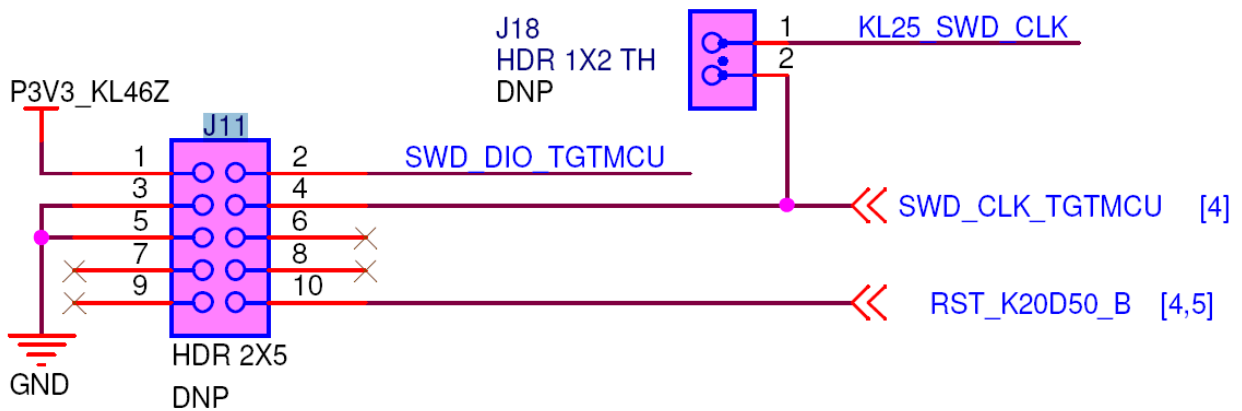 J18
HDR 1X2 TH
DNP
1
2
KL25_SWD_CLK
P3V3_KL46Z
J11
1
2
SWD_DIO_TGTMCU
3
4
SWD_CLK_TGTMCU [4]
5
6
7
8
9
10
RST_K20D50_B [4,5]
HDR 2X5
DNP
GND